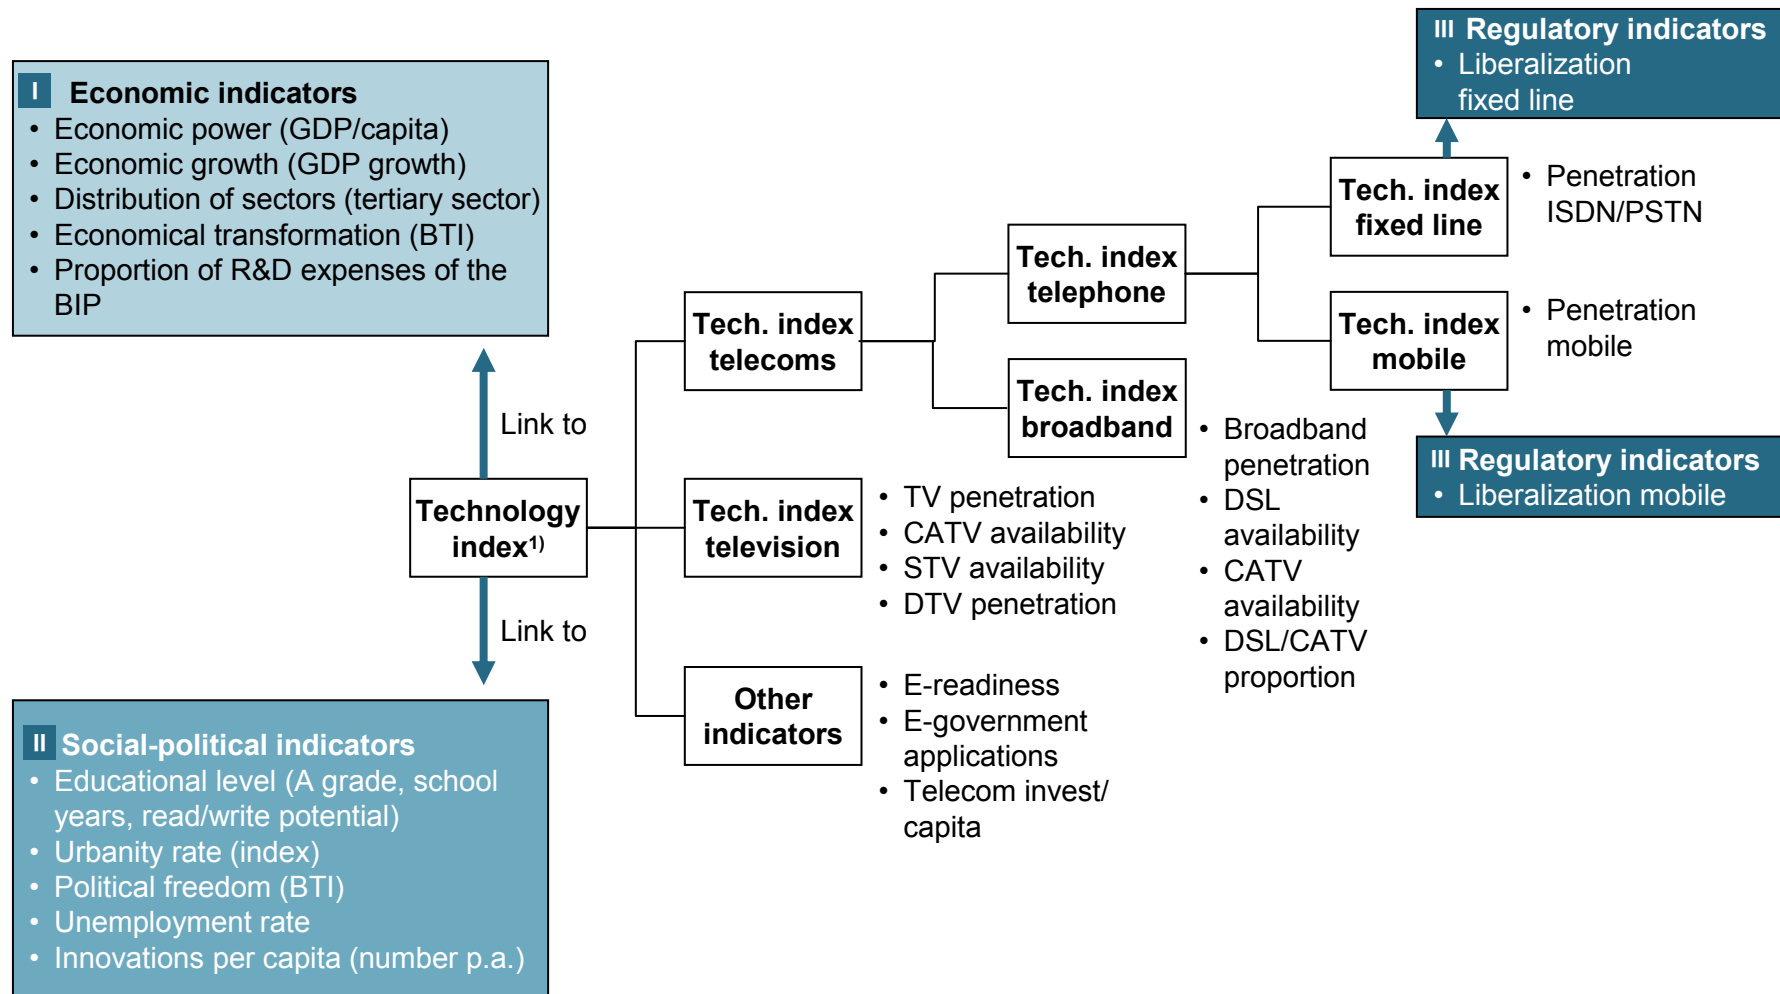 III Regulatory indicators
• Liberalization
fixed line
I Economic indicators
• Economic power (GDP/capita)
• Economic growth (GDP growth)
• Distribution of sectors (tertiary sector)
• Economical transformation (BTI)
• Proportion of R&D expenses of the
BIP
Tech. index
fixed line
• Penetration
ISDN/PSTN
Tech. index
telephone
Tech. index
telecoms
Tech. index
mobile
• Penetration
mobile
Tech. index
broadband
• Broadband
penetration
• DSL
availability
• CATV
availability
• DSL/CATV
proportion
III Regulatory indicators
• Liberalization mobile
Link to
Technology
index1)
Link to
Tech. index
television
• TV penetration
• CATV availability
• STV availability
• DTV penetration
Other
indicators
• E-readiness
• E-government
applications
• Telecom invest/
capita
II Social-political indicators
• Educational level (A grade, school
years, read/write potential)
• Urbanity rate (index)
• Political freedom (BTI)
• Unemployment rate
• Innovations per capita (number p.a.)